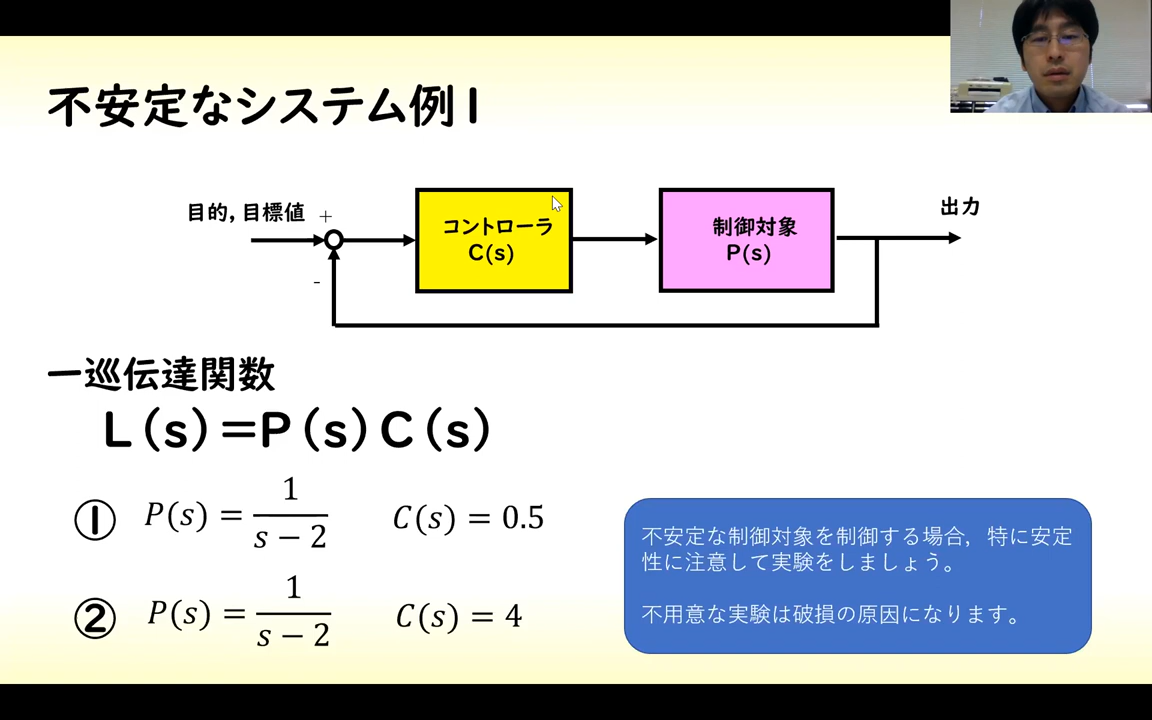 不安定なシステム例1
目的, 目標値
+
-
コントローラ
C(s)
制御対象
P(s)
出力
一巡伝達関数
L(s)=P(s)C(s)
① P(s) = 1/(s − 2) C(s) = 0.5
② P(s) = 1/(s − 2) C(s) = 4
不安定な制御対象を制御する場合，特に安定
性に注意して実験をしましょう。
不用意な実験は破損の原因になります。